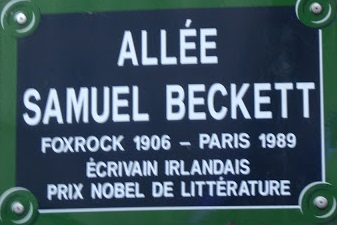 ALLÉE
SAMUEL BECKETT
FOXROCK 1906 – PARIS 1989
ÉCRIVAIN IRLANDAIS
PRIX NOBEL DE LITTÉRATURE